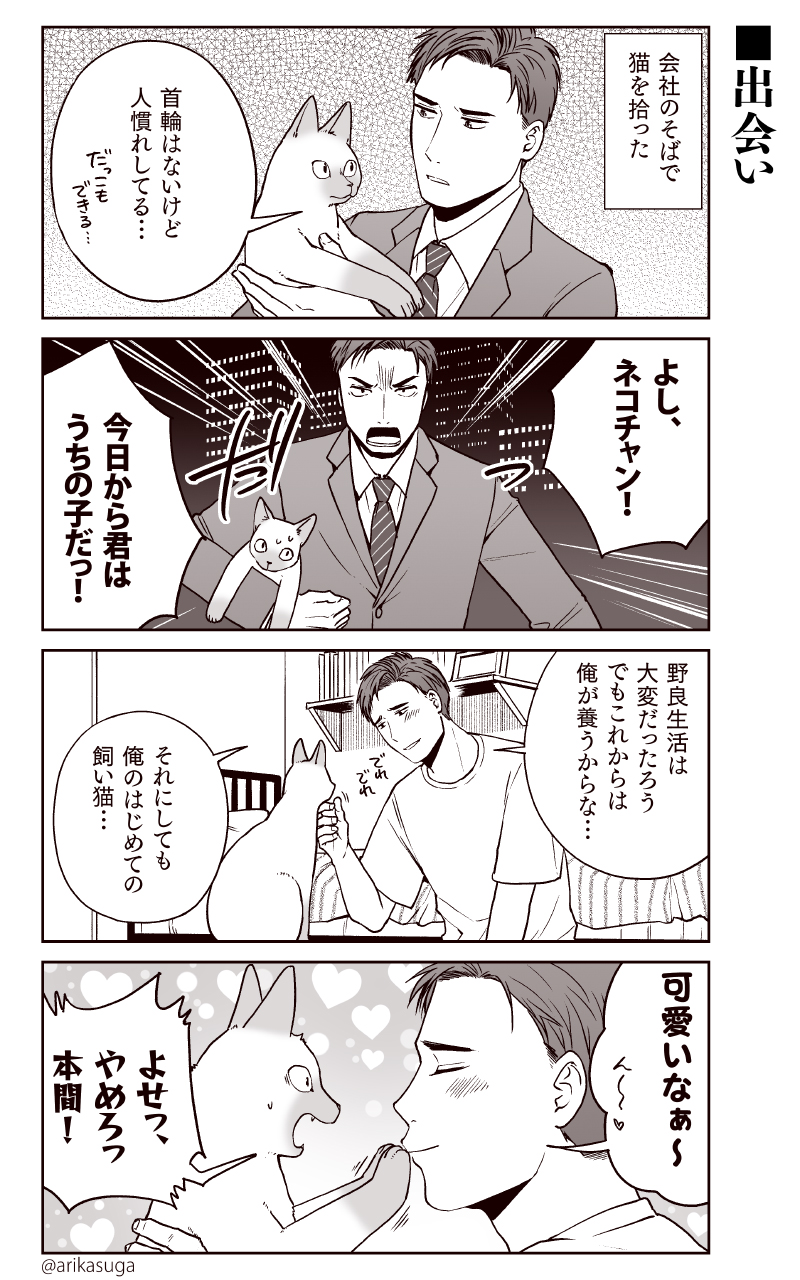 ■出会い
会社のそばで
猫を拾った
首輪はないけど
人慣れしてる…
だっこも
できる…
よし、
ネコチャン！
ダッ
今日から君は
うちの子だっ！
野良生活は
大変だったろう
でもこれからは
俺が養うからな…
でれ
でれ
それにしても
俺のはじめての
飼い猫…
可愛いなぁ～
ん～♡
よせっ、
やめろっ
本間！
@arikasuga